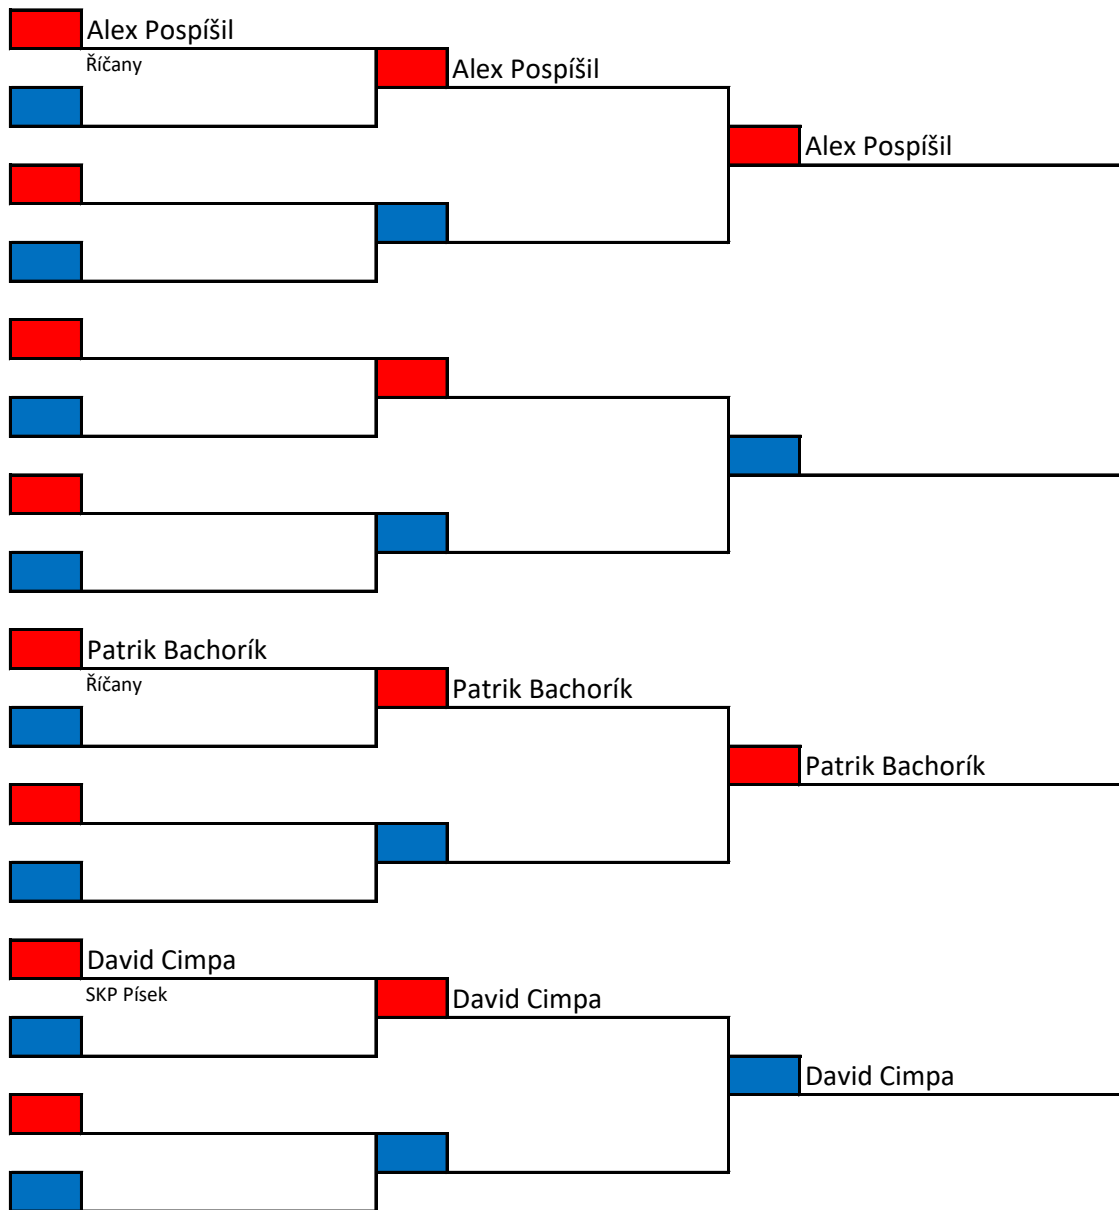 Alex Pospíšil
Říčany
Alex Pospíšil
Alex Pospíšil
Patrik Bachorík
Říčany
Patrik Bachorík
Patrik Bachorík
David Cimpa
SKP Písek
David Cimpa
David Cimpa